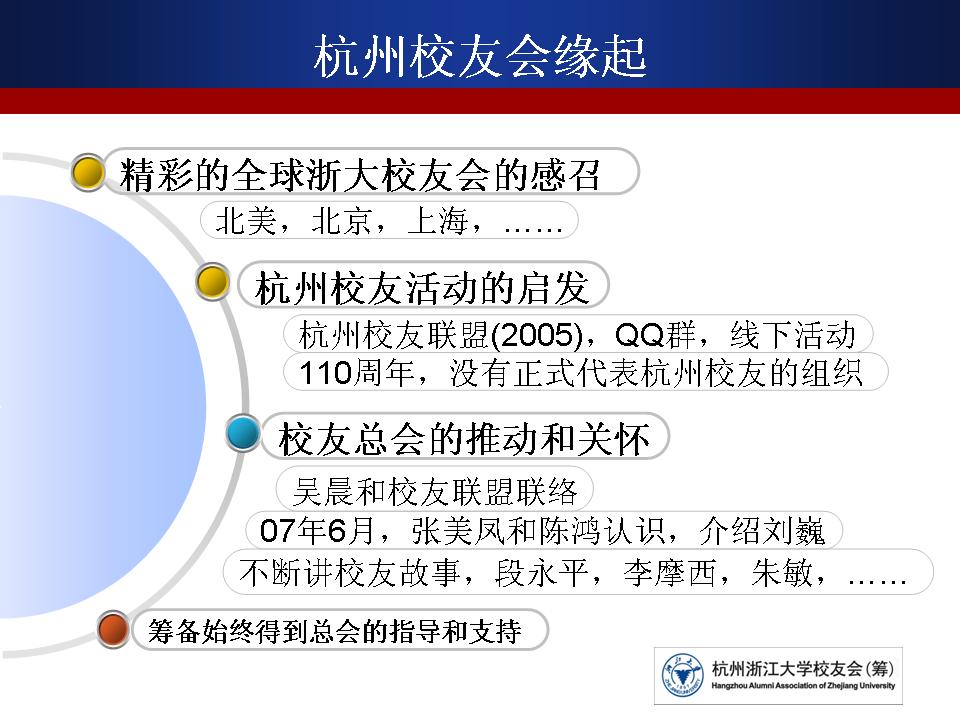 杭州校友会缘起
精彩的全球浙大校友会的感召
北美，北京，上海，……
杭州校友活动的启发
杭州校友联盟(2005)，QQ群，线下活动
110周年，没有正式代表杭州校友的组织
校友总会的推动和关怀
吴晨和校友联盟联络
07年6月，张美凤和陈鸿认识，介绍刘巍
不断讲校友故事，段永平，李摩西，朱敏，……
筹备始终得到总会的指导和支持
杭州浙江大学校友会(筹)
Hangzhou Alumni Association of Zhejiang University